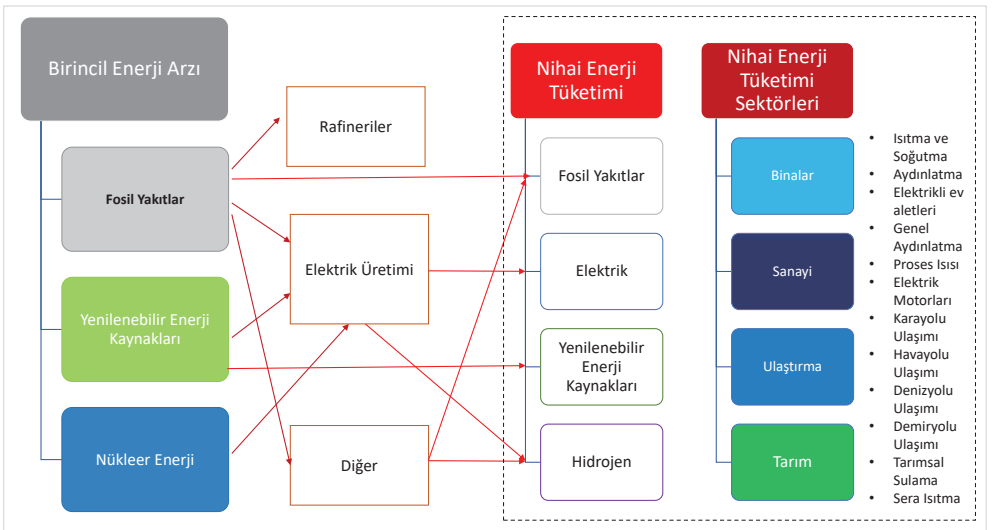 Birincil Enerji Arzı
Fosil Yakıtlar
Yenilenebilir Enerji
Kaynakları
Nükleer Enerji
Rafineriler
Elektrik Üretimi
Diğer
Nihai Enerji
Tüketimi
Fosil Yakıtlar
Elektrik
Yenilenebilir
Enerji
Kaynakları
Hidrojen
Nihai Enerji
Tüketimi
Sektörleri
Binalar
Sanayi
Ulaştırma
Tarım
• Isıtma ve
Soğutma
• Aydınlatma
• Elektrikli ev
aletleri
• Genel
Aydınlatma
• Proses Isısı
• Elektrik
Motorları
• Karayolu
Ulaşımı
• Havayolu
Ulaşımı
• Denizyolu
Ulaşımı
• Demiryolu
Ulaşımı
• Tarımsal
Sulama
• Sera Isıtma